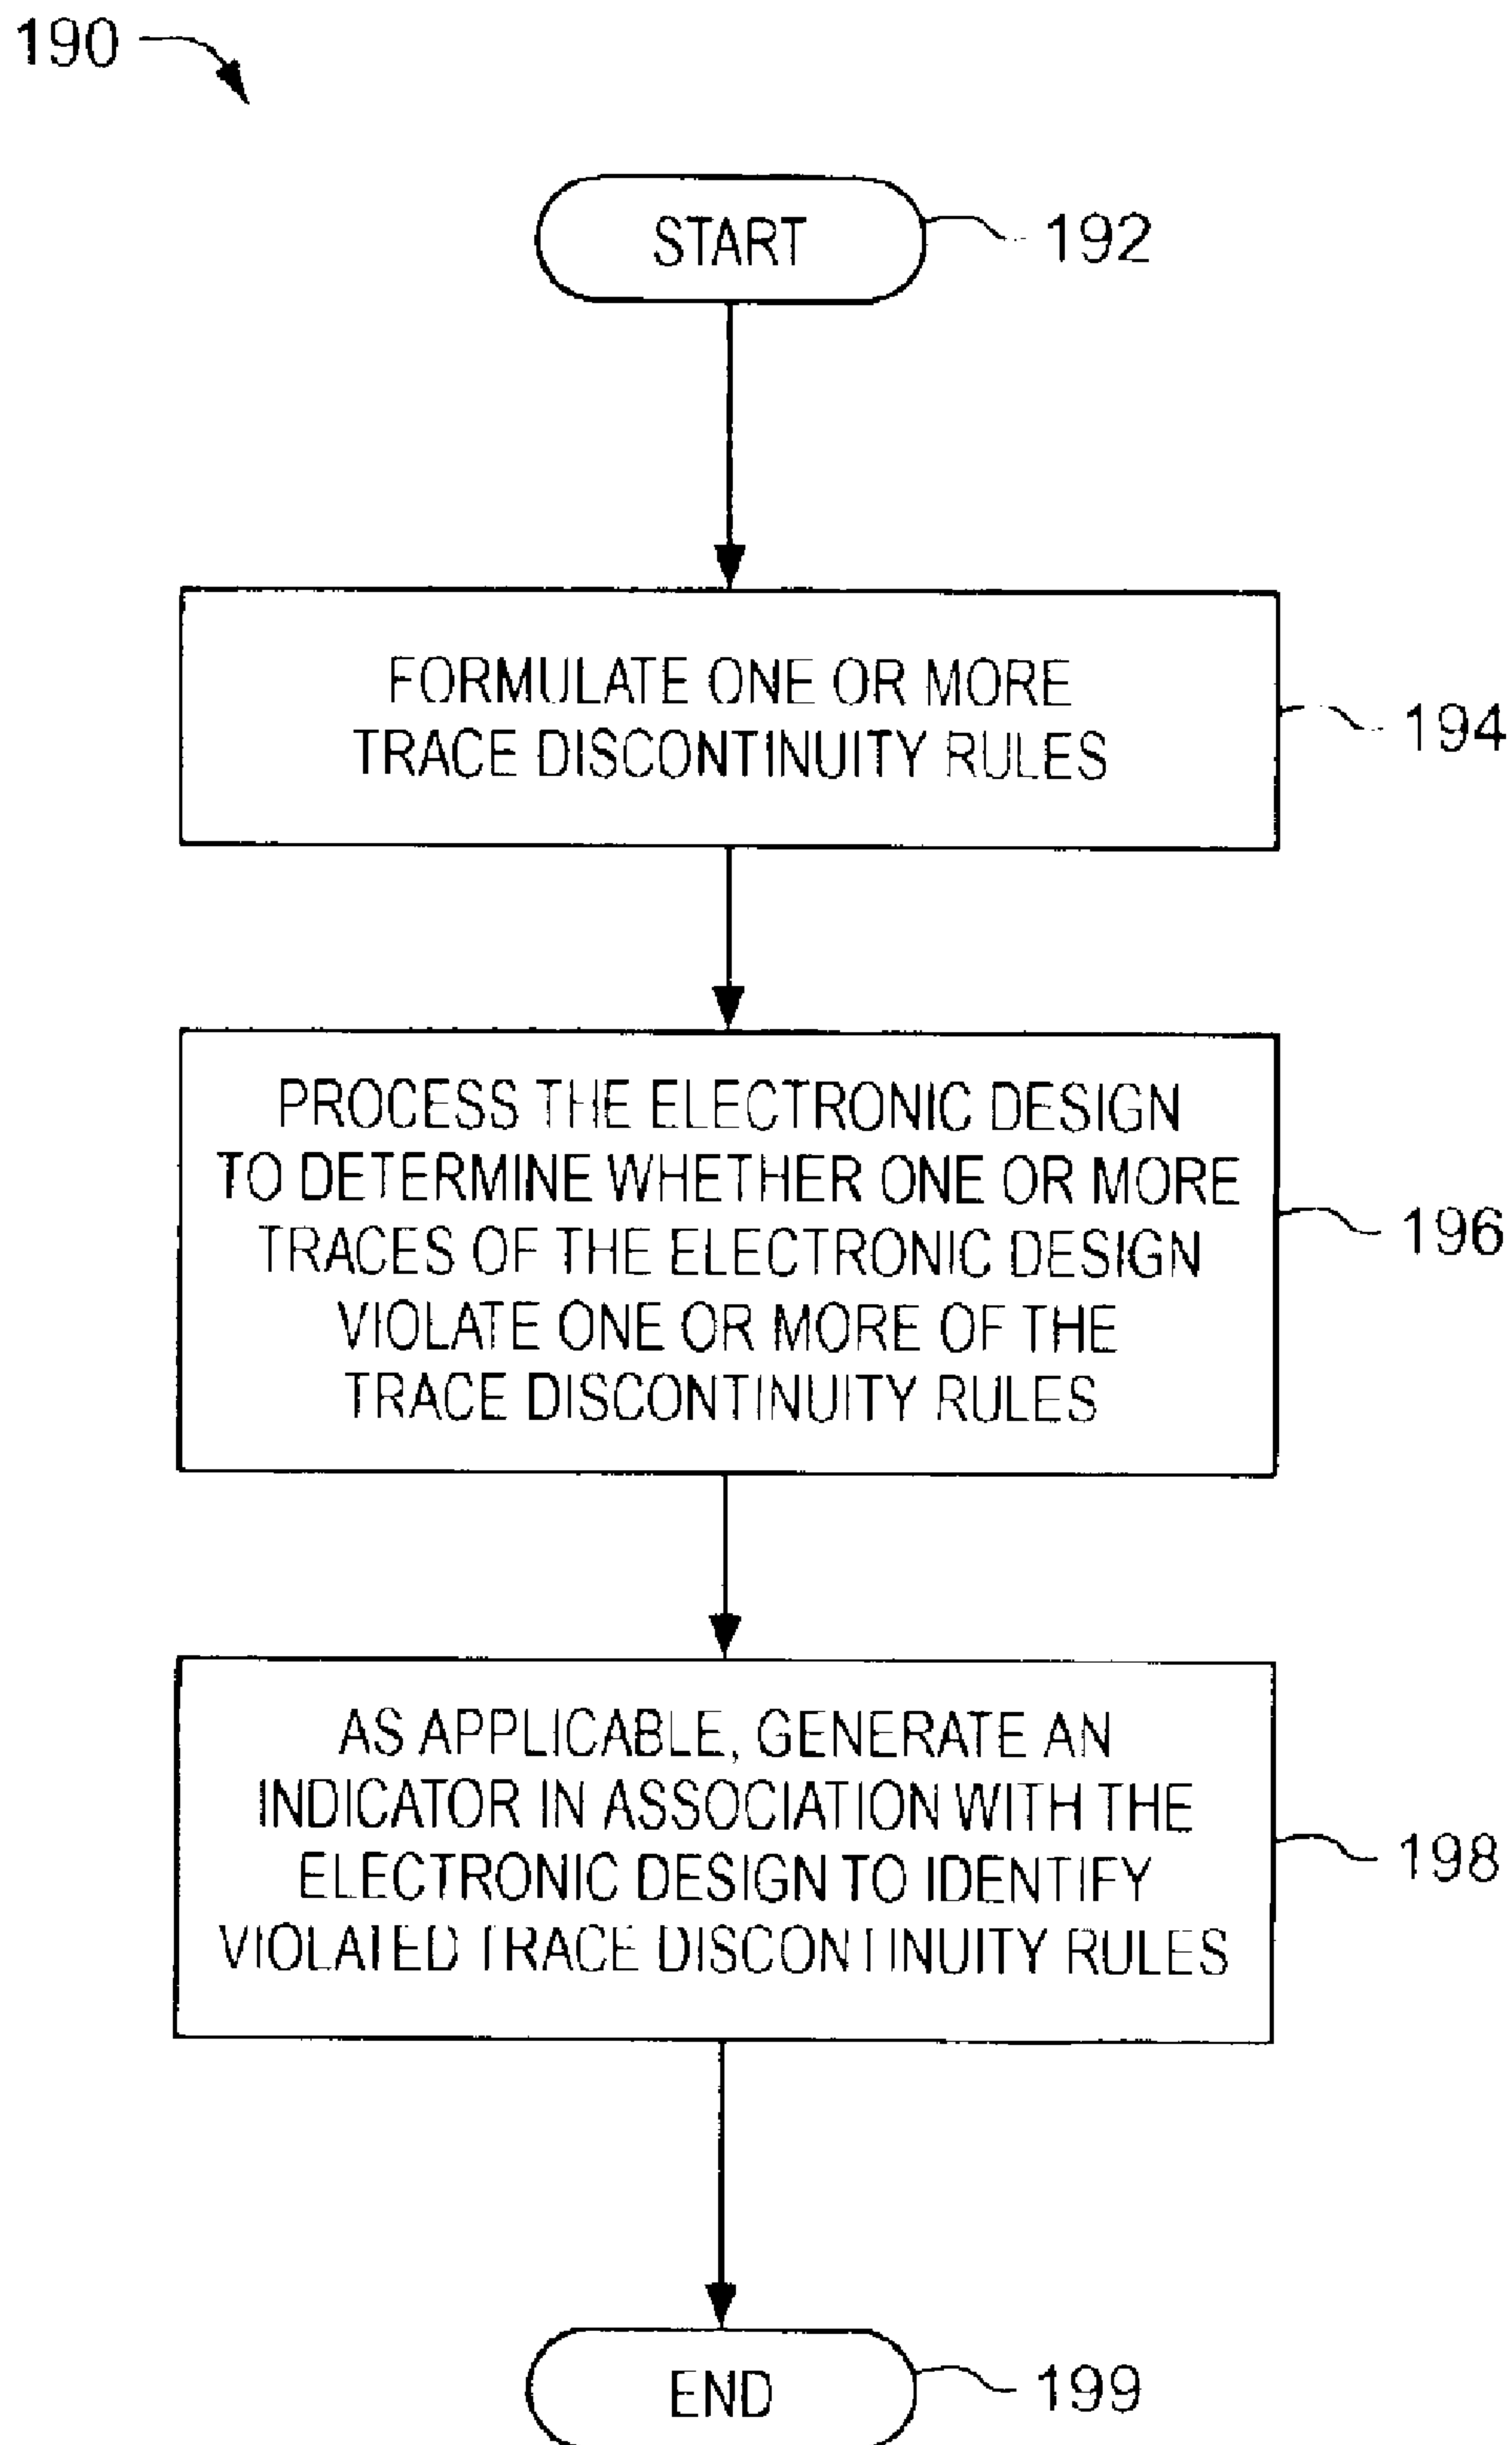 190
START
192
FORMULATE ONE OR MORE
TRACE DISCONTINUITY RULES
194
PROCESS THE ELECTRONIC DESIGN
TO DETERMINE WHETHER ONE OR MORE
TRACES OF THE ELECTRONIC DESIGN
VIOLATE ONE OR MORE OF THE
TRACE DISCONTINUITY RULES
196
AS APPLICABLE, GENERATE AN
INDICATOR IN ASSOCIATION WITH THE
ELECTRONIC DESIGN TO IDENTIFY
VIOLATED TRACE DISCONTINUITY RULES
198
END
199